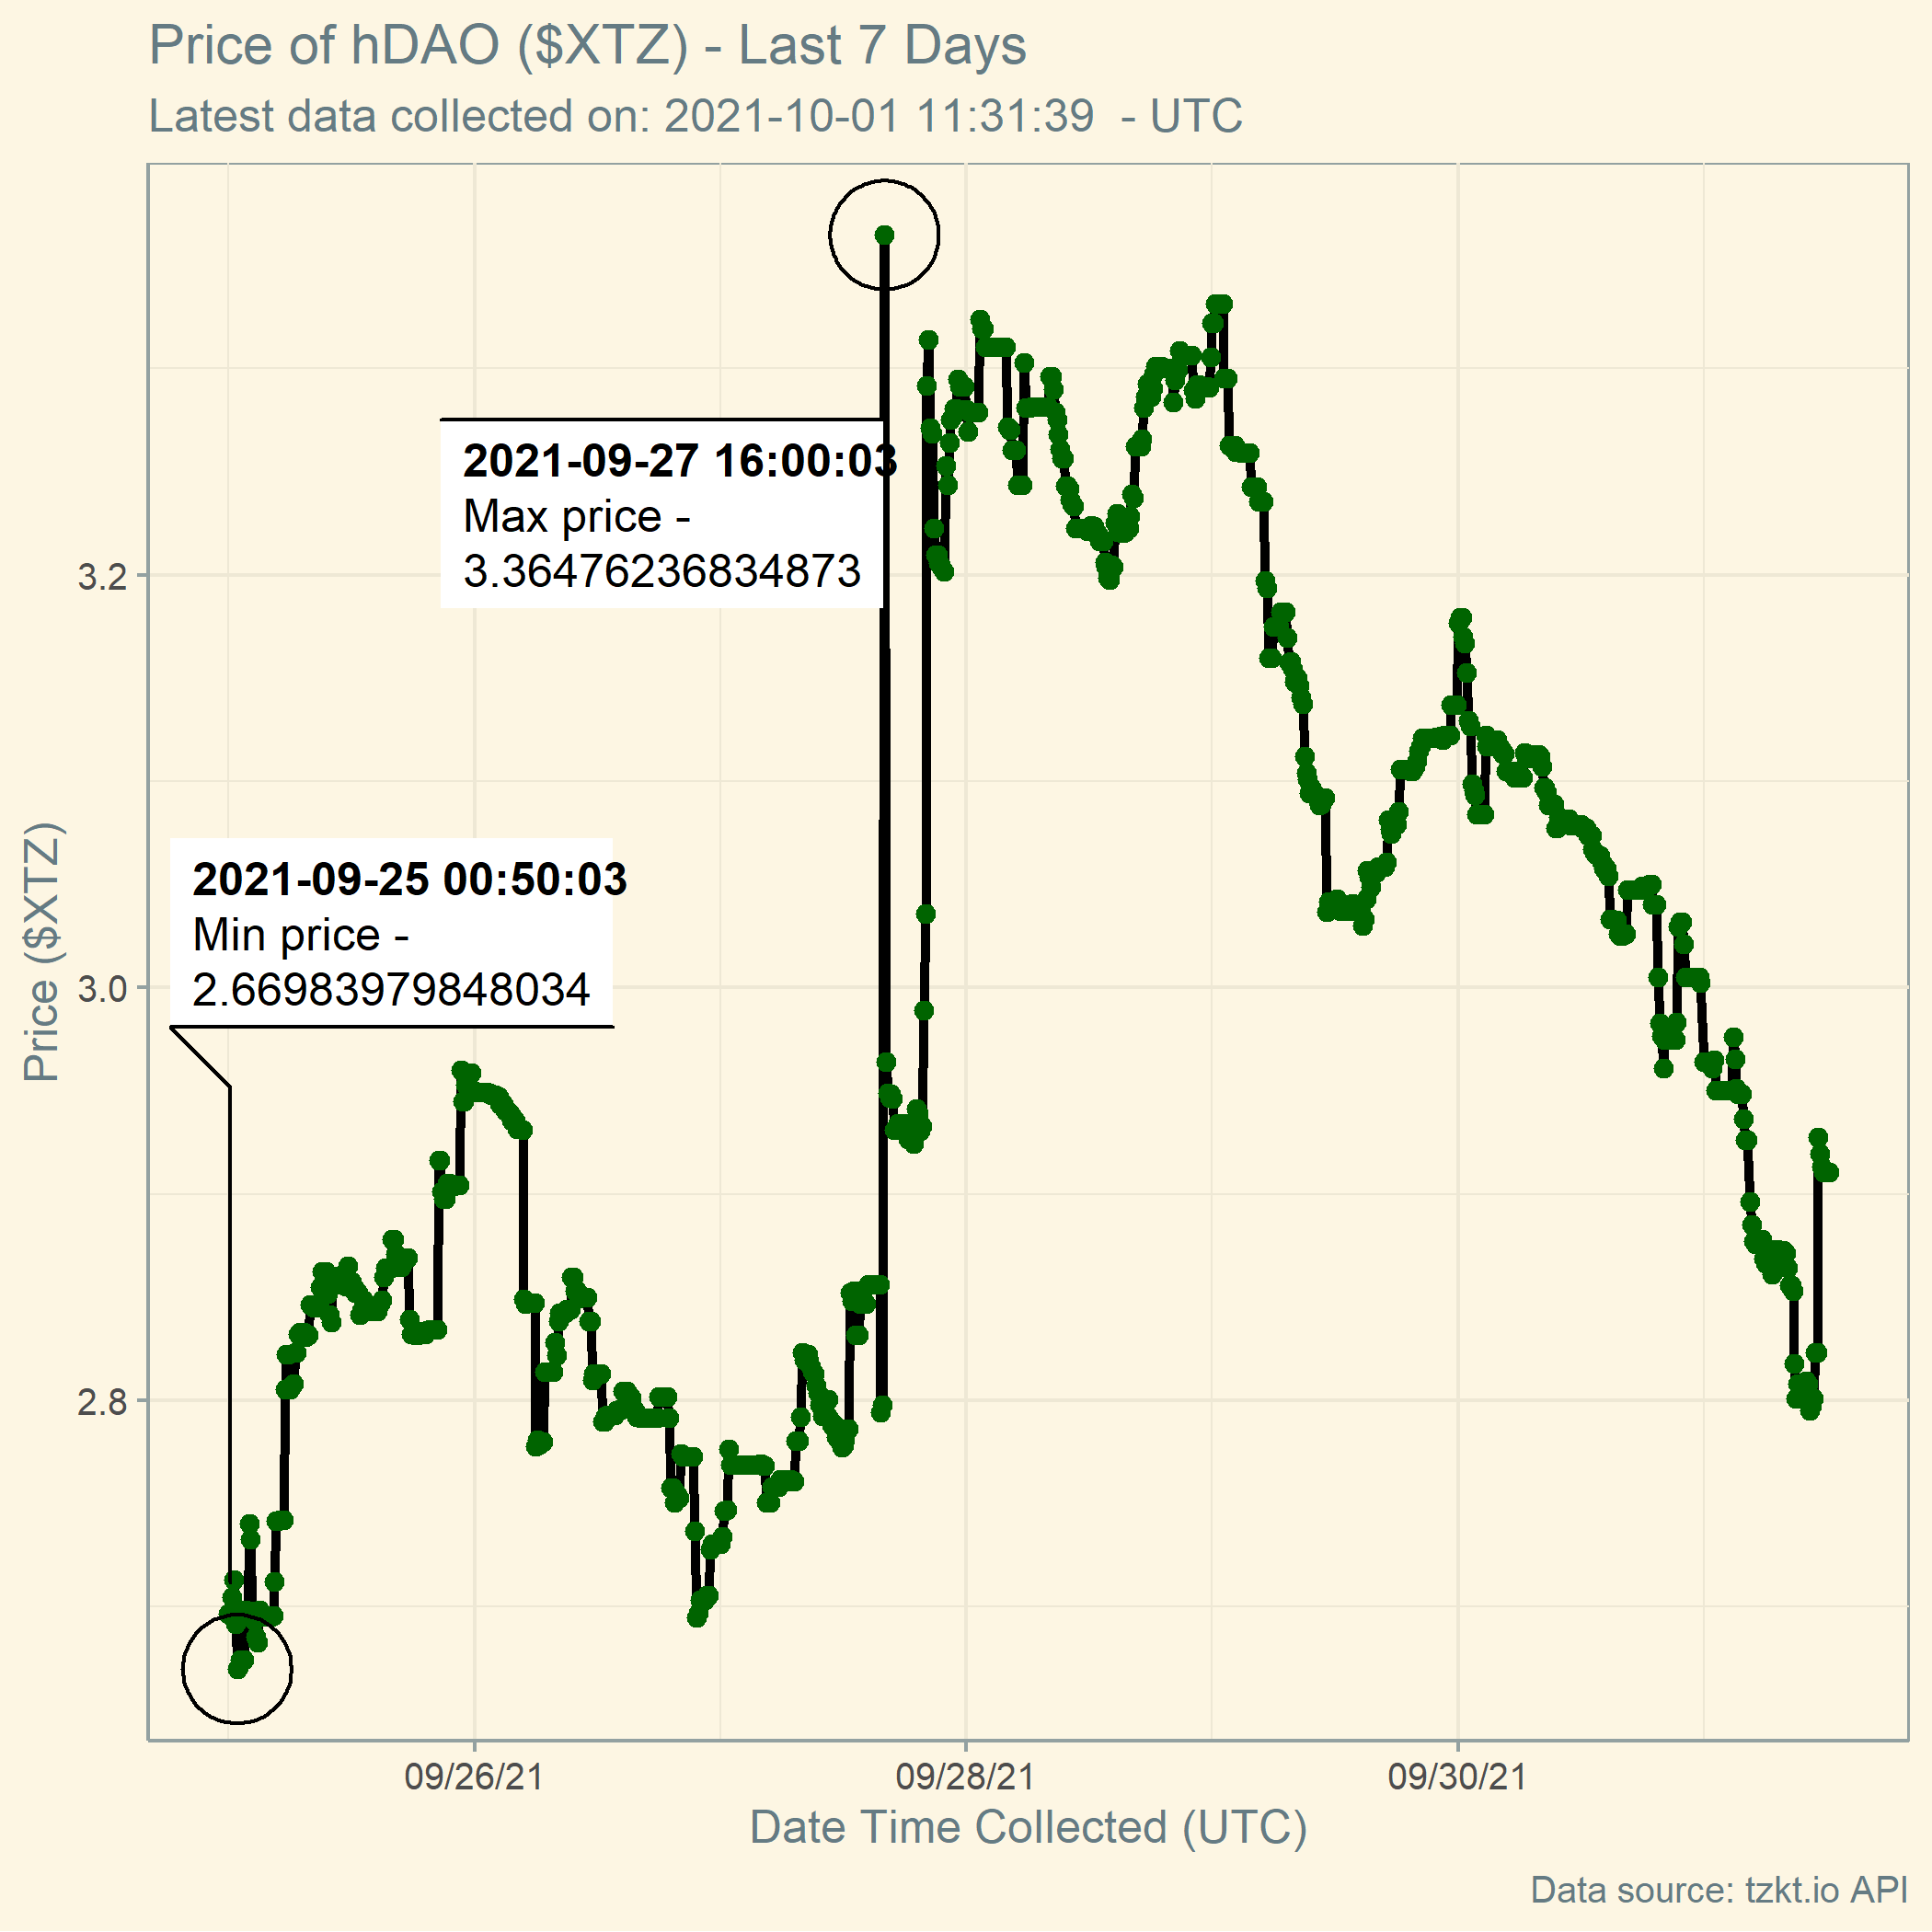 Price of hDAO ($XTZ) - Last 7 Days
Latest data collected on: 2021-10-01 11:31:39  - UTC
2021-09-27 16:00:03
Max price -
3.36476236834873
3.2
2021-09-25 00:50:03
Min price -
2.66983979848034
3.0
2.8
Price ($XTZ)
09/26/21
09/28/21
09/30/21
Date Time Collected (UTC)
Data source: tzkt.io API